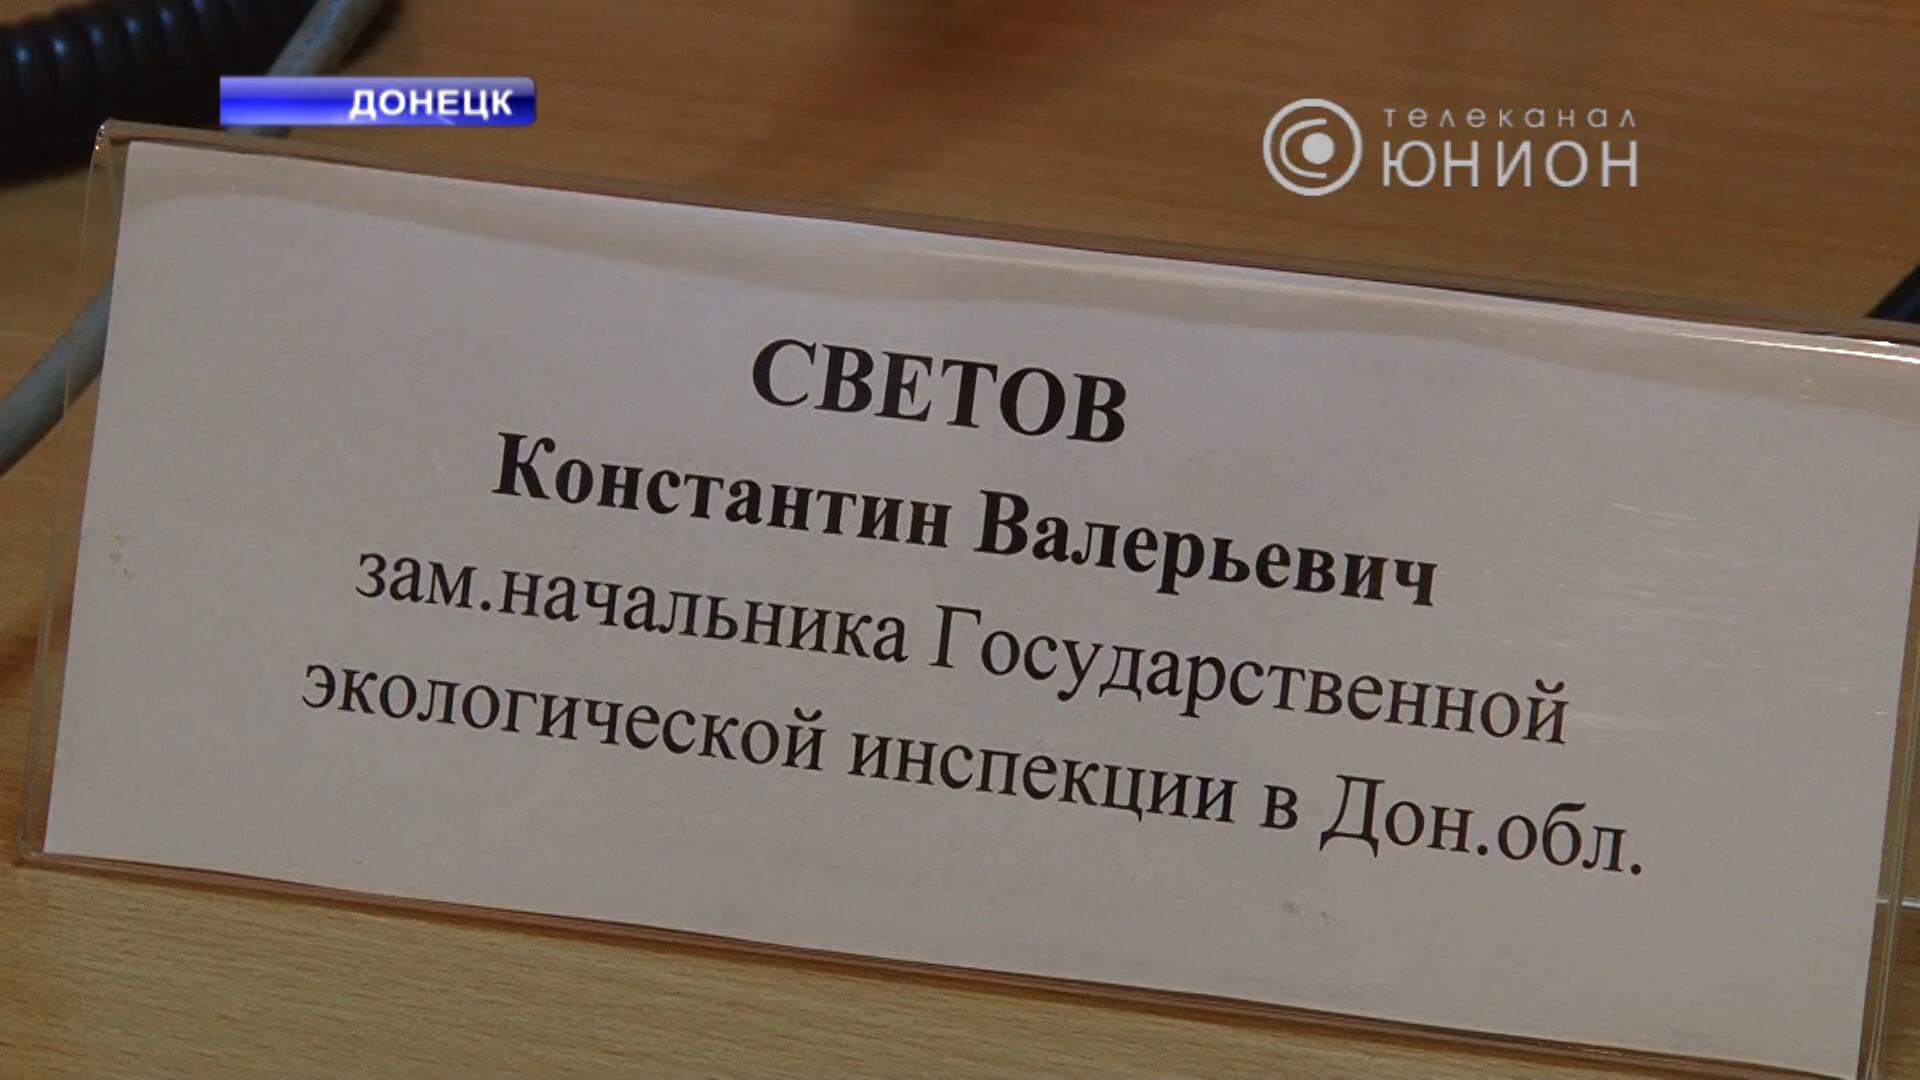 ДОНЕЦК
телеканал
ЮНИОН
СВЕТОВ
Константин Валерьевич
зам.начальника Государственной
экологической инспекции в Дон.обл.